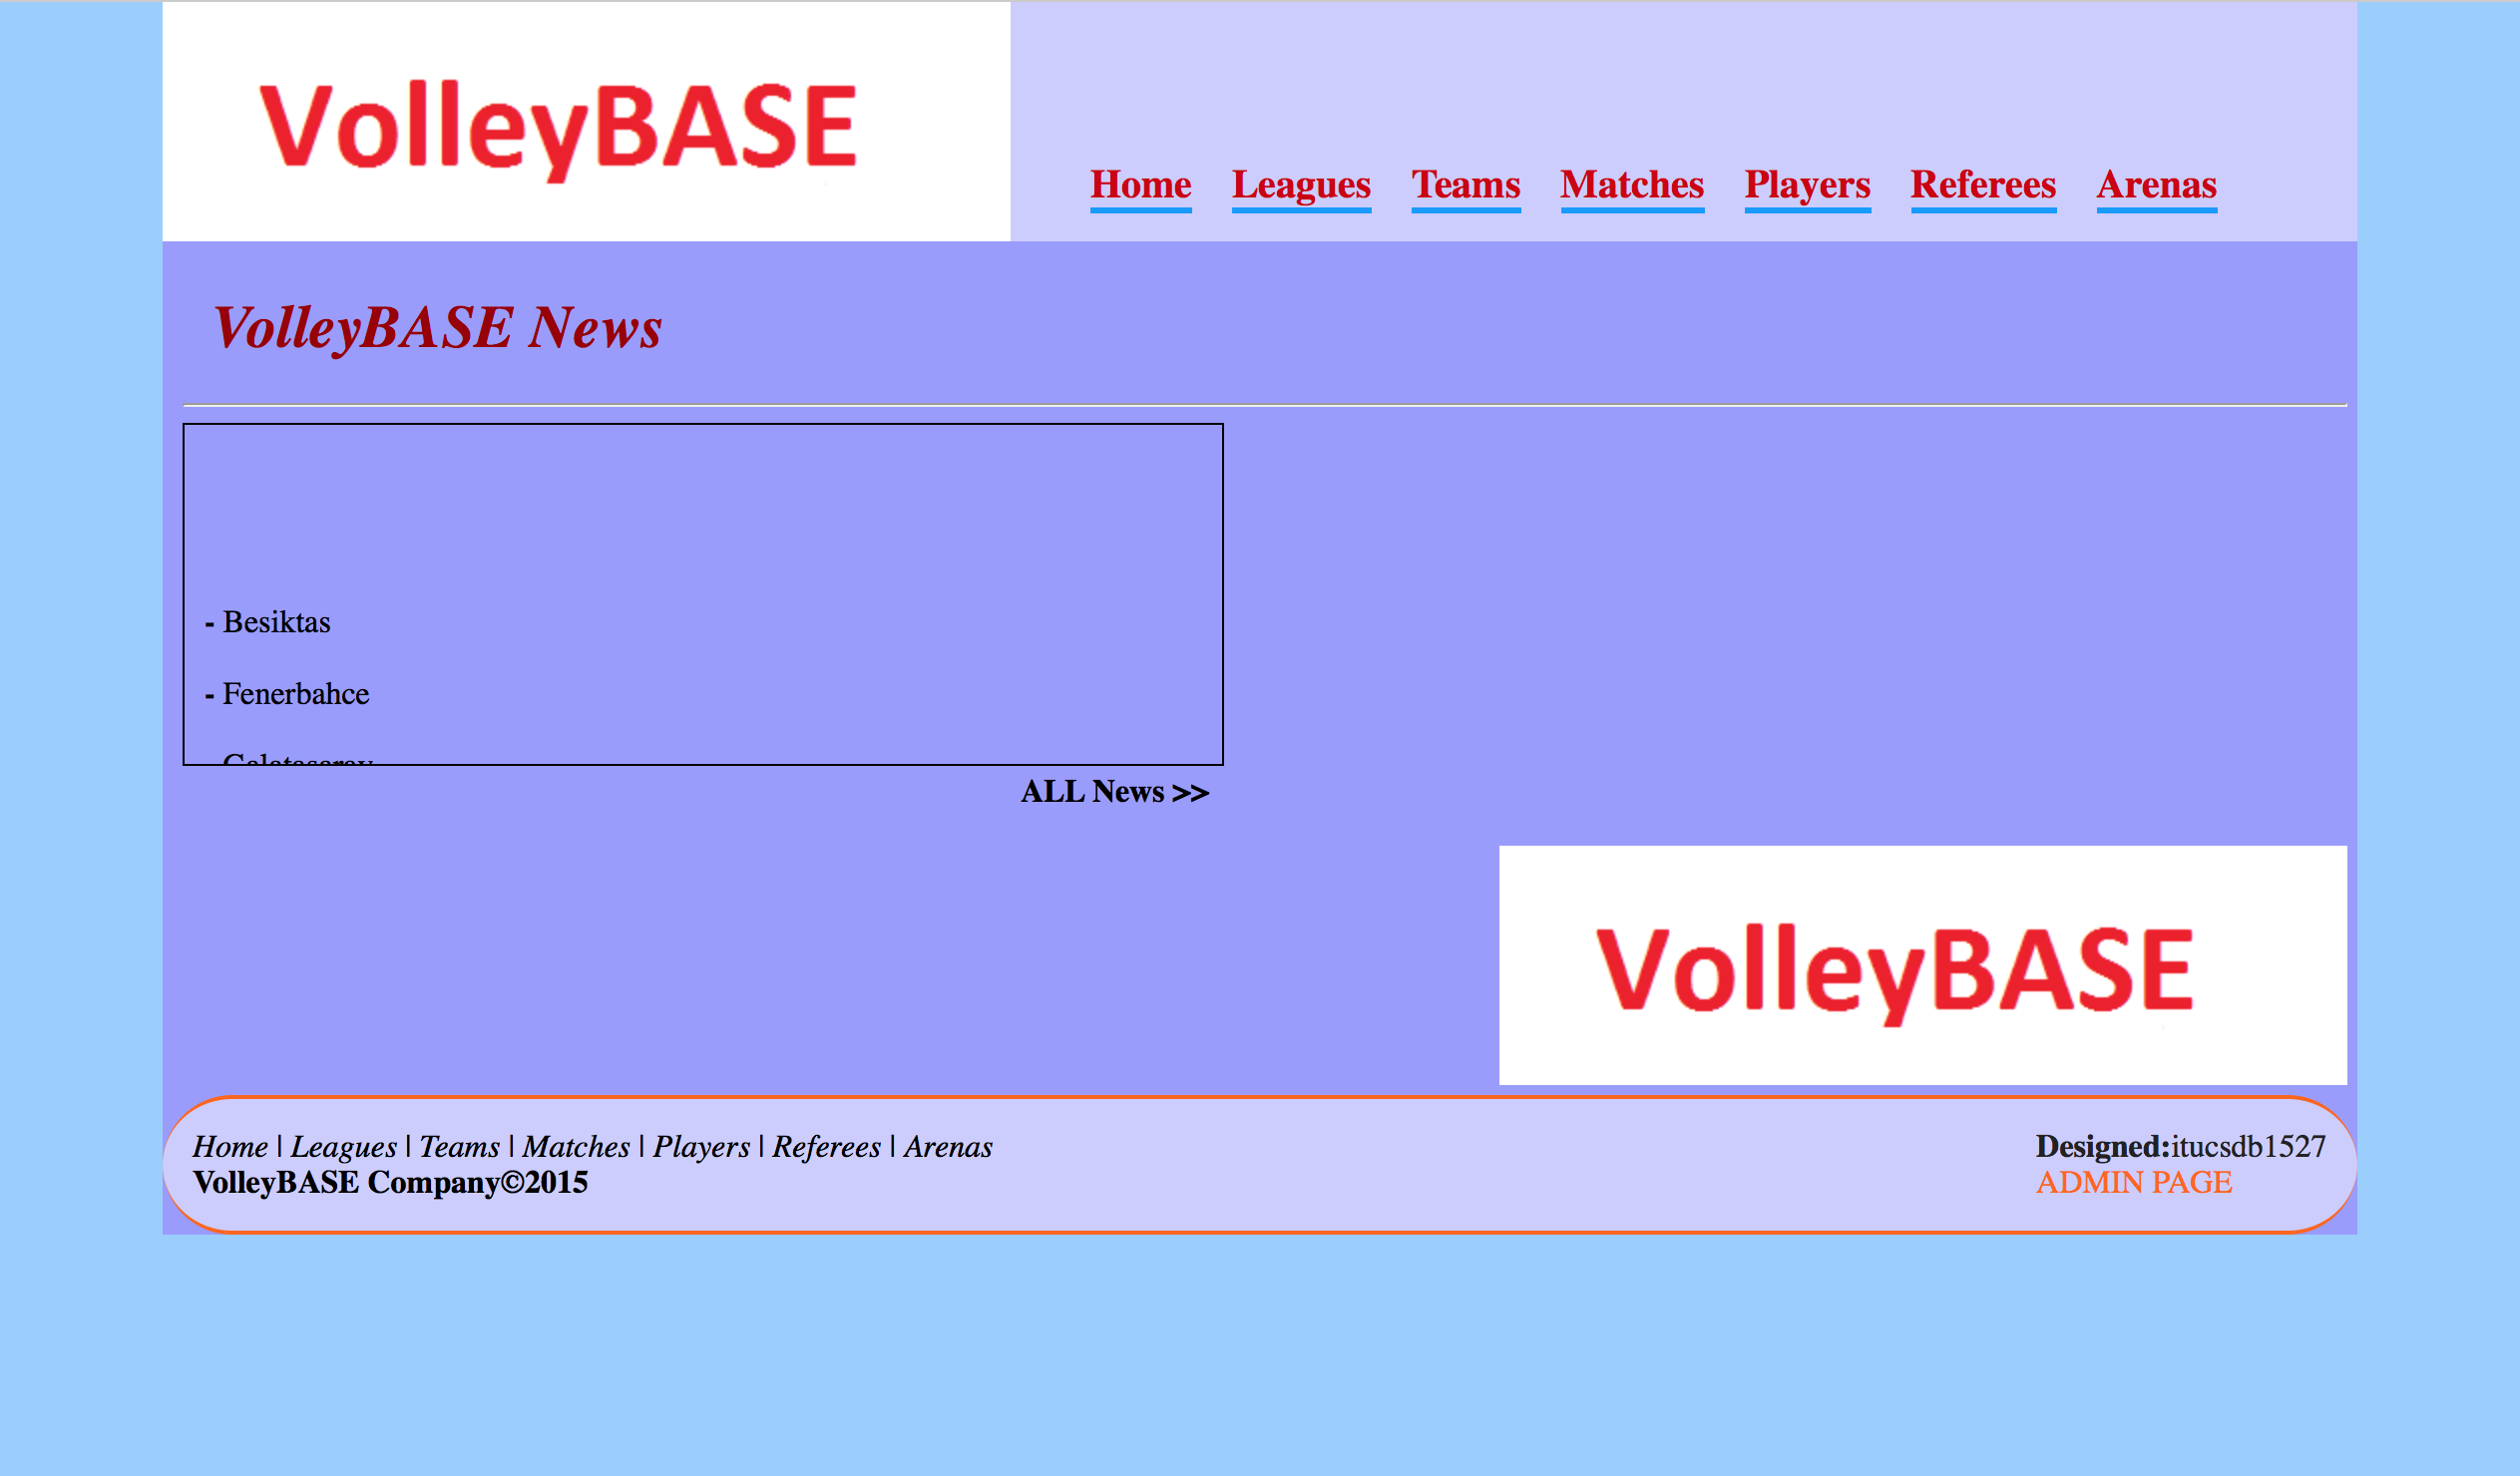 VolleyBASE
Home Leagues Teams Matches Players Referees Arenas
VolleyBASE News
- Besiktas
- Fenerbahce
Galatasaray
ALL News >>
VolleyBASE
Home | Leagues | Teams | Matches | Players | Referees | Arenas
VolleyBASE Company©2015
Designed:itucsdb1527
ADMIN PAGE